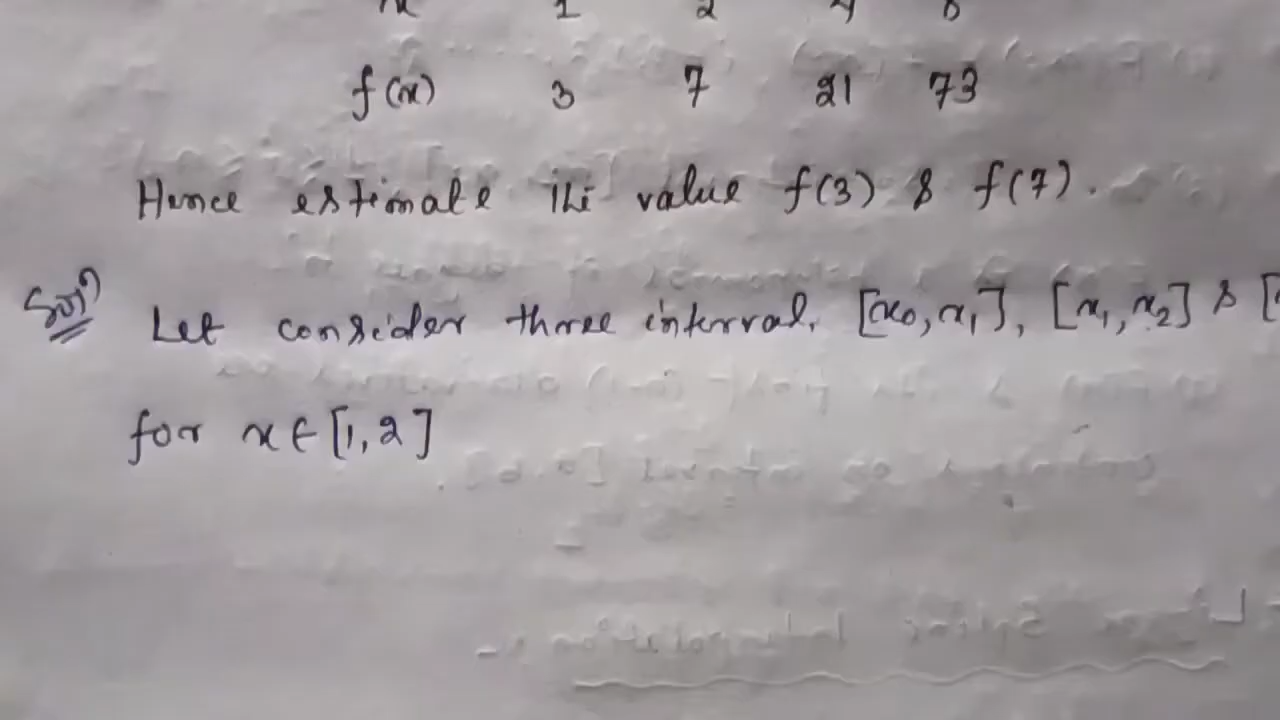 x 1 2 4 8
f(x) 3 7 21 73
Hence estimate the value f(3) & f(7).
Solⁿ
Let consider three interval. [x₀, x₁], [x₁, x₂] & [
for x ∈ [1, 2]